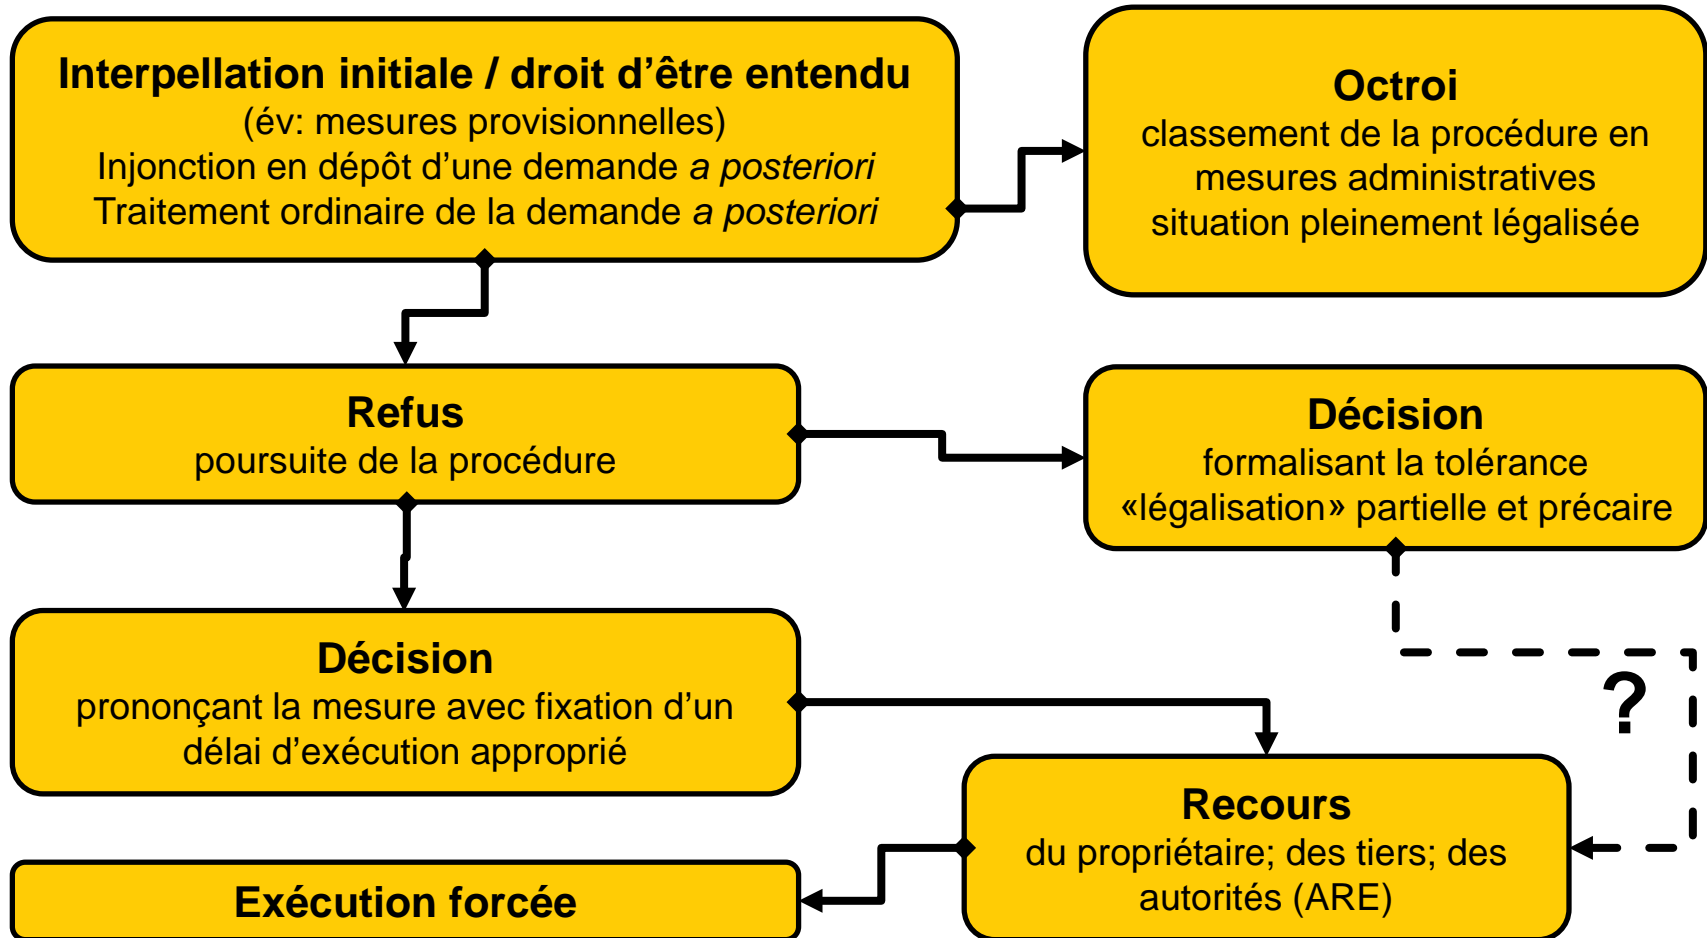 Interpellation initiale / droit d’être entendu
(év: mesures provisionnelles)
Injonction en dépôt d’une demande a posteriori
Traitement ordinaire de la demande a posteriori
Octroi
classement de la procédure en
mesures administratives
situation pleinement légalisée
Refus
poursuite de la procédure
Décision
formalisant la tolérance
«légalisation» partielle et précaire
Décision
prononçant la mesure avec fixation d’un
délai d’exécution approprié
?
Recours
du propriétaire; des tiers; des
autorités (ARE)
Exécution forcée